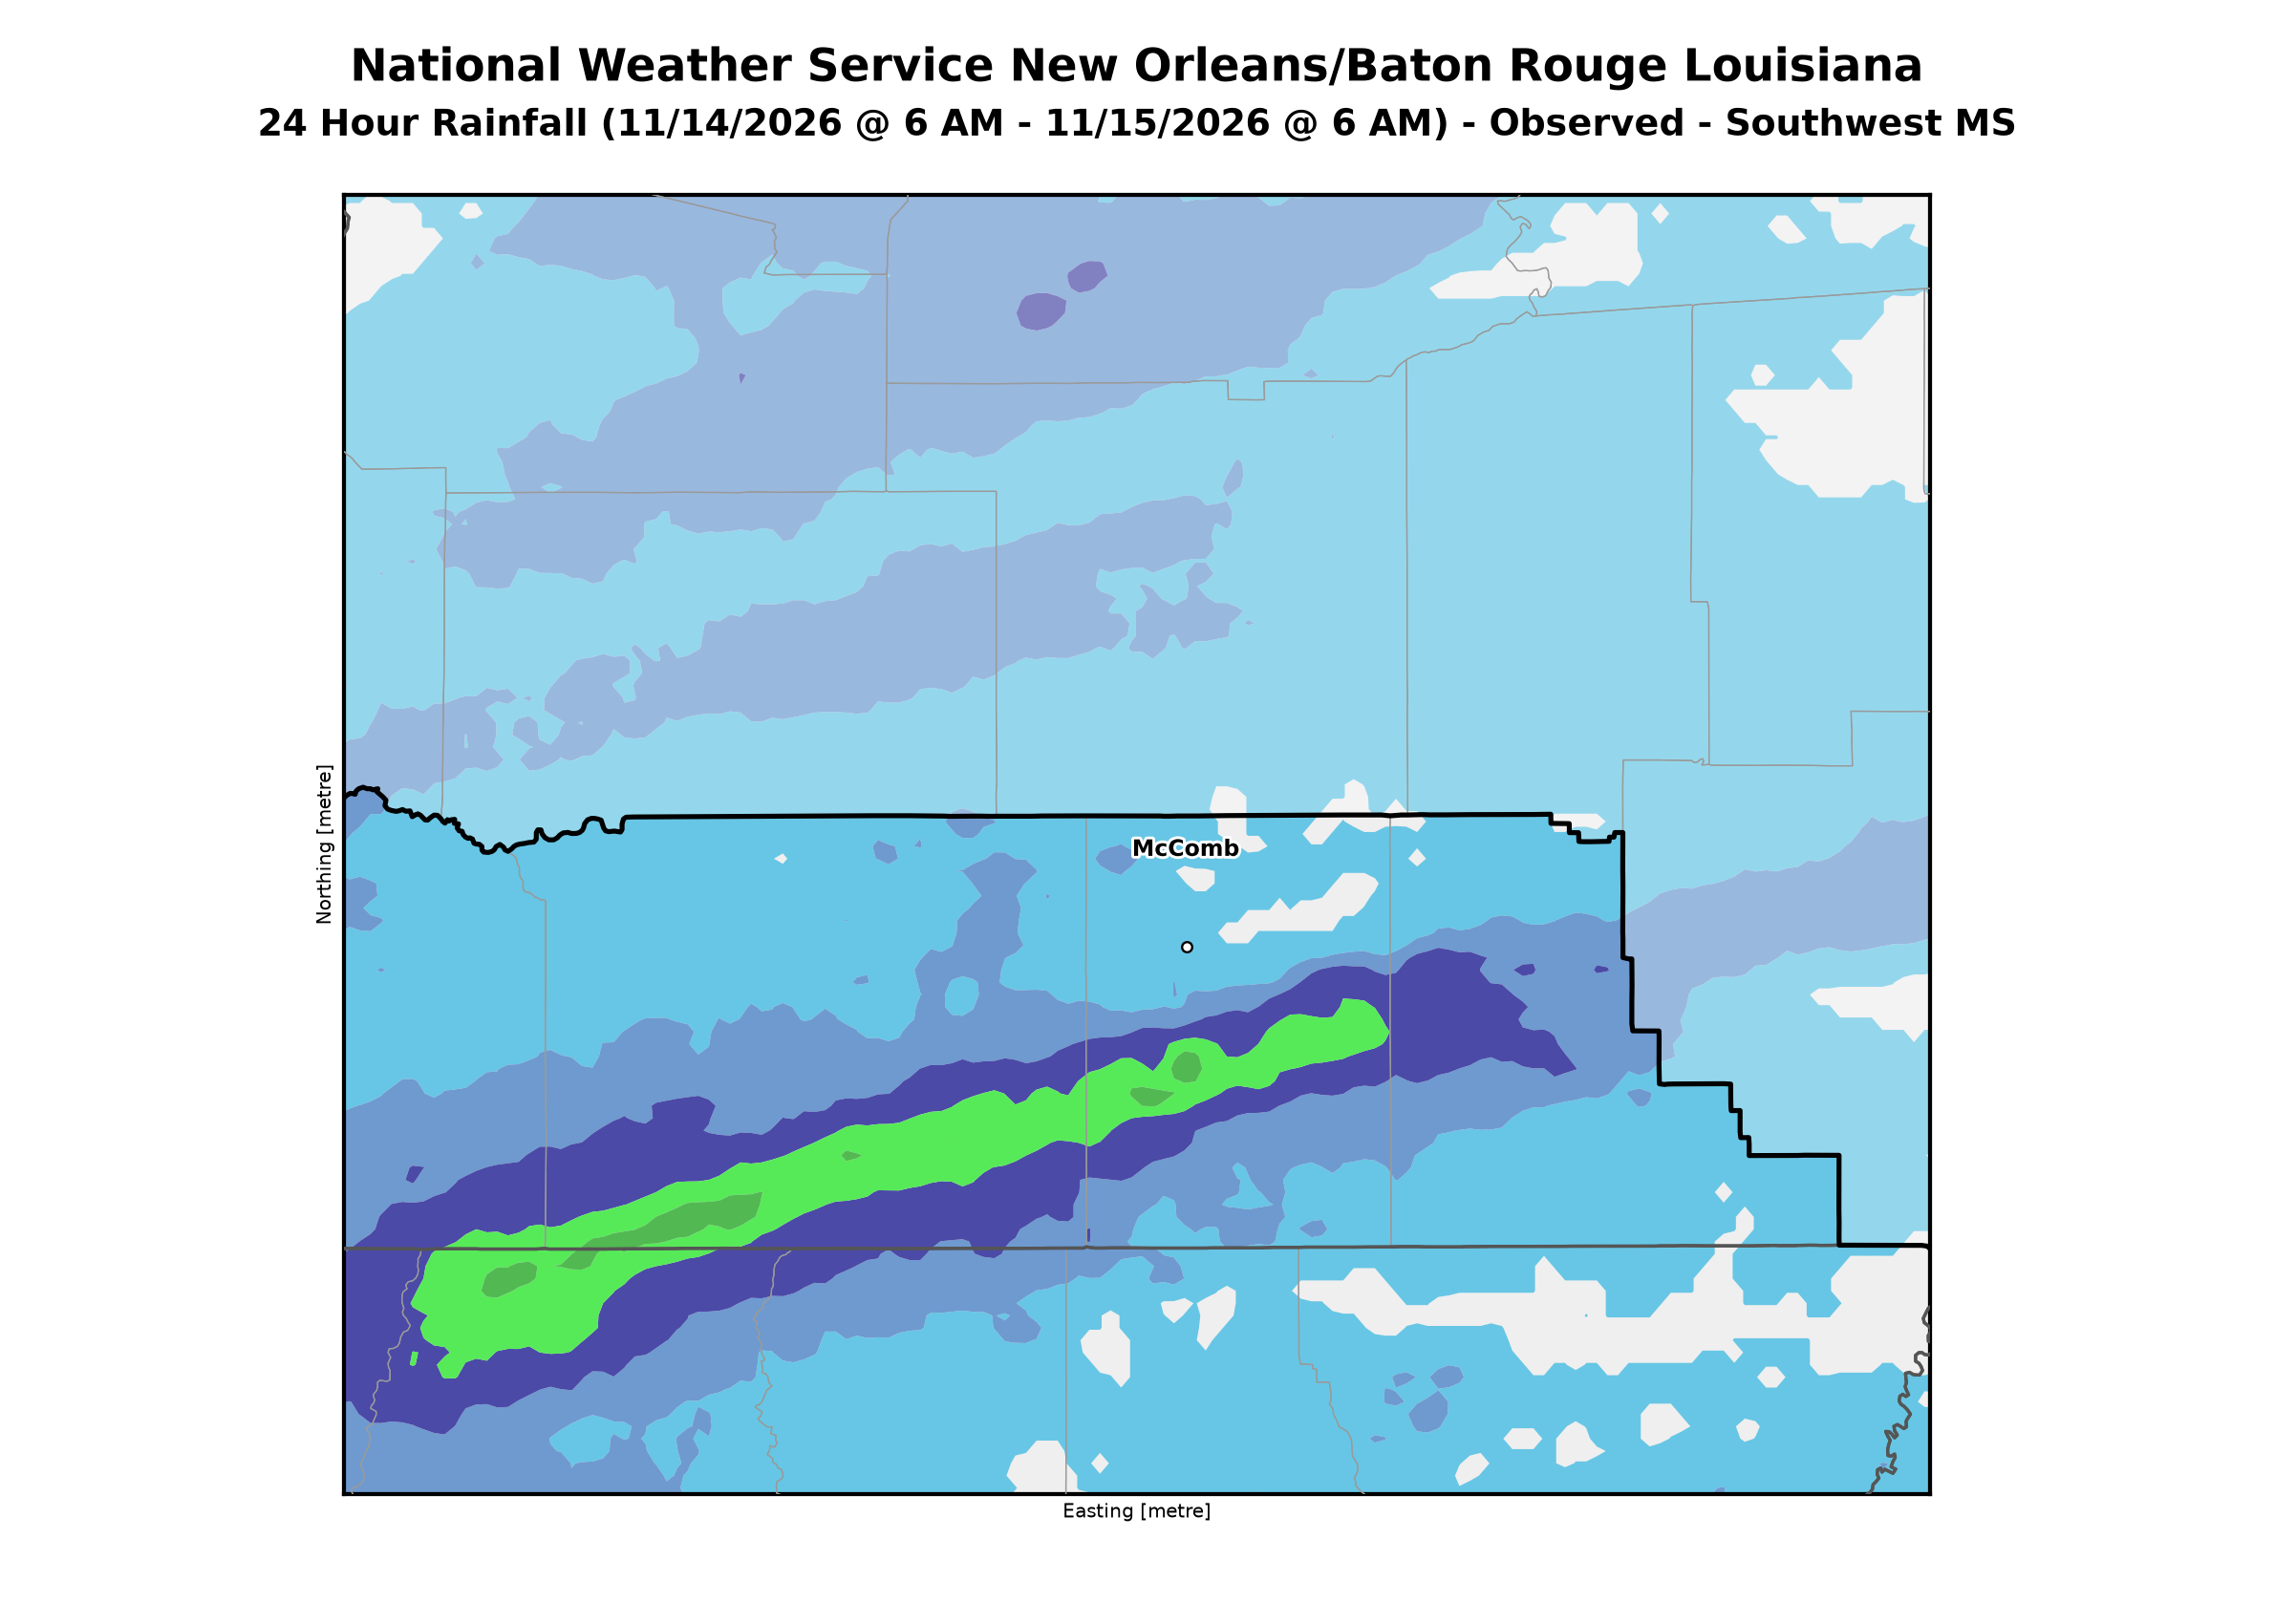 National Weather Service New Orleans/Baton Rouge Louisiana
24 Hour Rainfall (11/14/2026 @ 6 AM - 11/15/2026 @ 6 AM) - Observed - Southwest MS
Northing [metre]
McComb
Easting [metre]